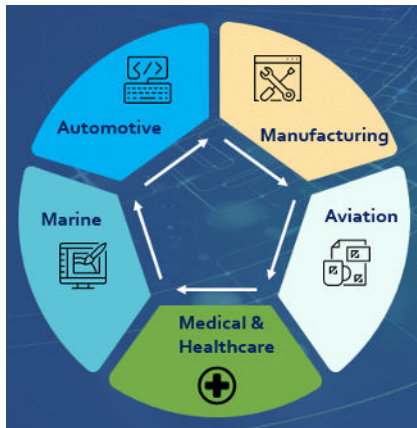 Automotive
Manufacturing
Marine
Aviation
Medical &
Healthcare